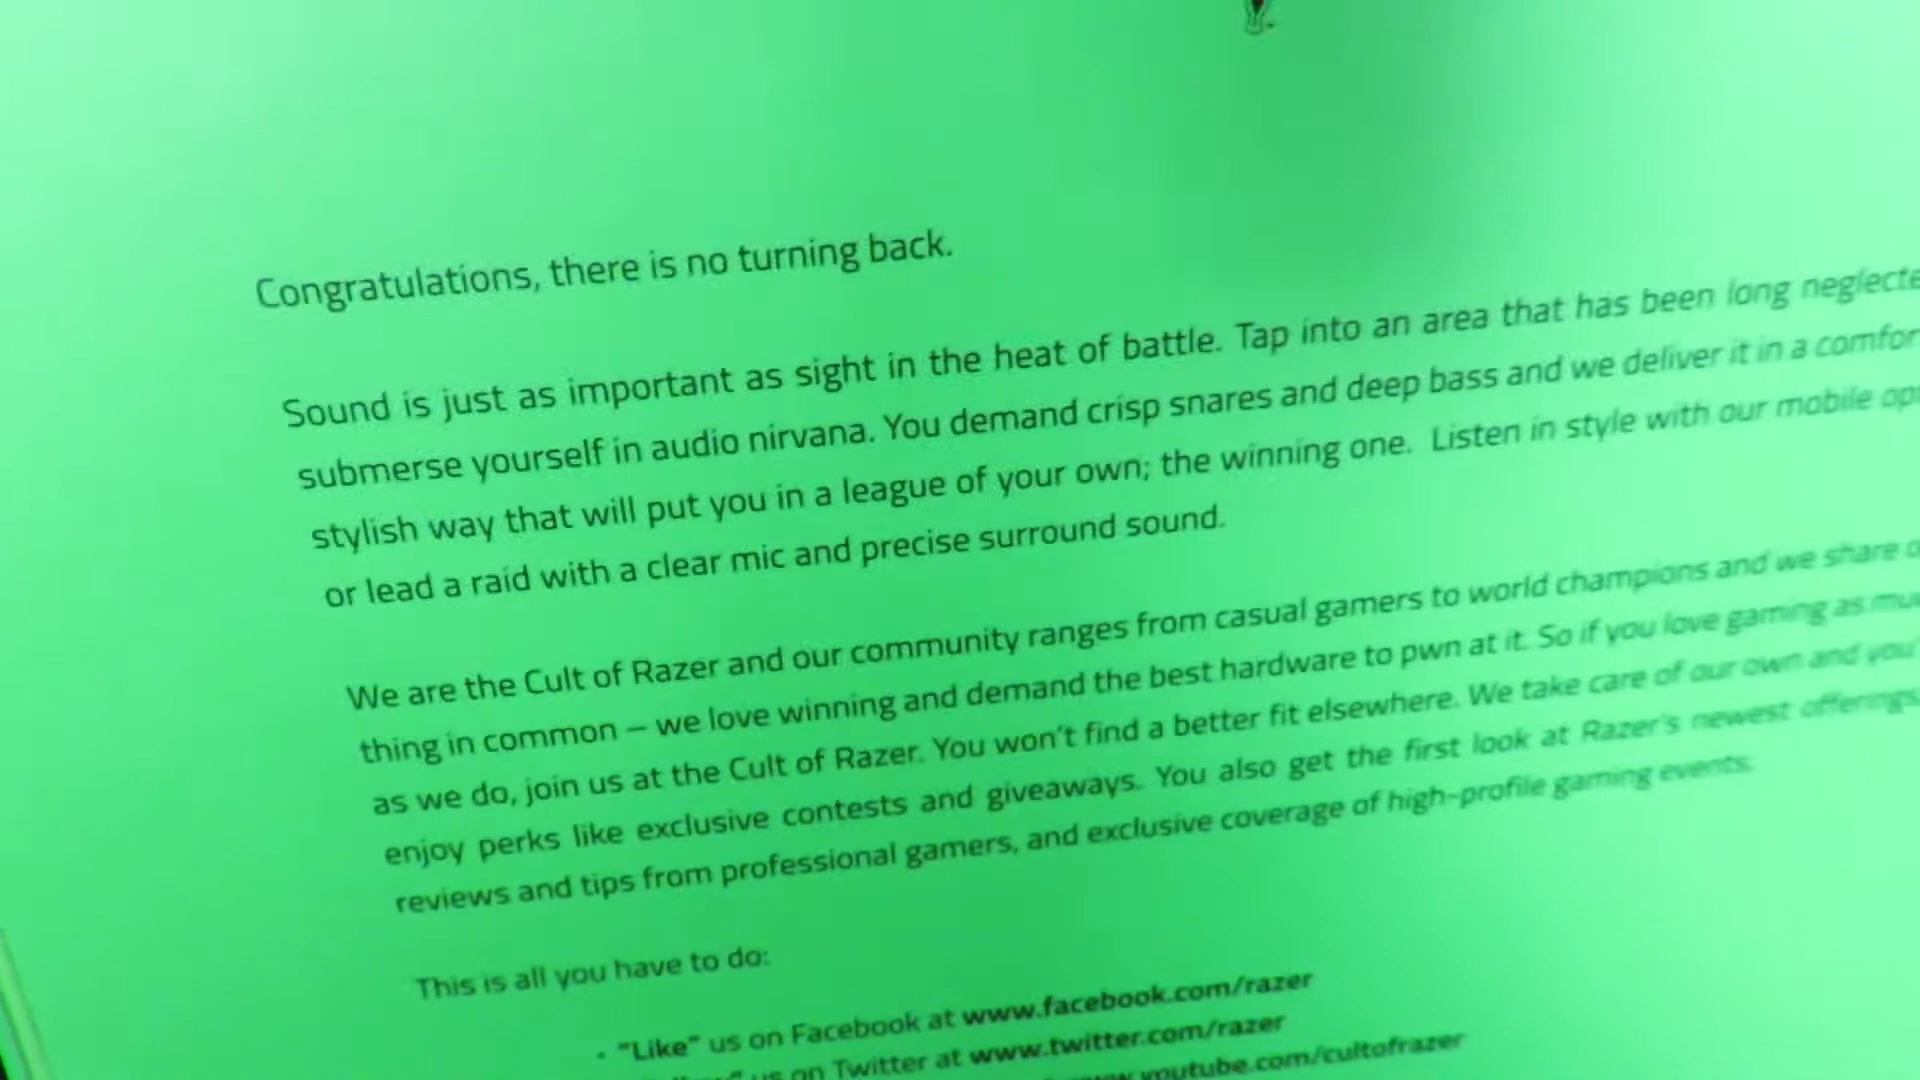 Congratulations, there is no turning back.
Sound is just as important as sight in the heat of battle. Tap into an area that has been long
submerse yourself in audio nirvana. You demand crisp snares and deep bass and we deliver it in a
stylish way that will put you in a league of your own; the winning one. Listen in style with our mobile
or lead a raid with a clear mic and precise surround sound.
We are the Cult of Razer and our community ranges from casual gamers to world champions and we share
thing in common – we love winning and demand the best hardware to pwn at it. So if you love gaming as
as we do, join us at the Cult of Razer. You won't find a better fit elsewhere. We take care of our own and
enjoy perks like exclusive contests and giveaways. You also get the first look at Razer's newest offerings,
reviews and tips from professional gamers, and exclusive coverage of high-profile gaming events.
This is all you have to do:
• "Like" us on Facebook at www.facebook.com/razer
us on Twitter at www.twitter.com/razer
youtube.com/cultofrazer